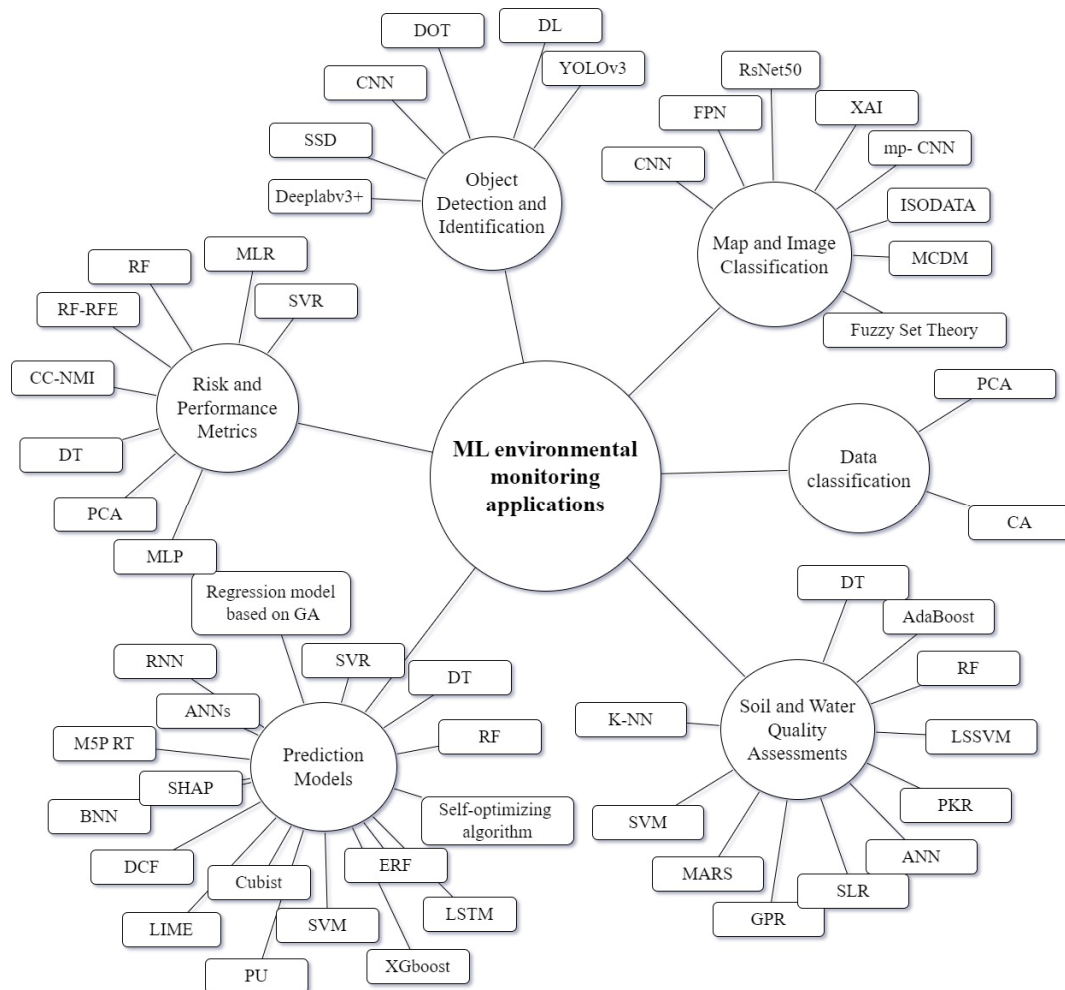 DOT
DL
YOLOv3
CNN
SSD
Deeplabv3+
Object
Detection and
Identification
RsNet50
XAI
FPN
mp- CNN
CNN
ISODATA
MCDM
Fuzzy Set Theory
Map and Image
Classification
MLR
RF
SVR
RF-RFE
CC-NMI
DT
PCA
MLP
Risk and
Performance
Metrics
ML environmental
monitoring
applications
PCA
Data
classification
CA
Regression model
based on GA
RNN
SVR
DT
ANNs
RF
M5P RT
SHAP
BNN
Self-optimizing
algorithm
DCF
Cubist
ERF
LIME
SVM
LSTM
PU
XGboost
Prediction
Models
DT
AdaBoost
RF
K-NN
LSSVM
PKR
SVM
ANN
MARS
SLR
GPR
Soil and Water
Quality
Assessments